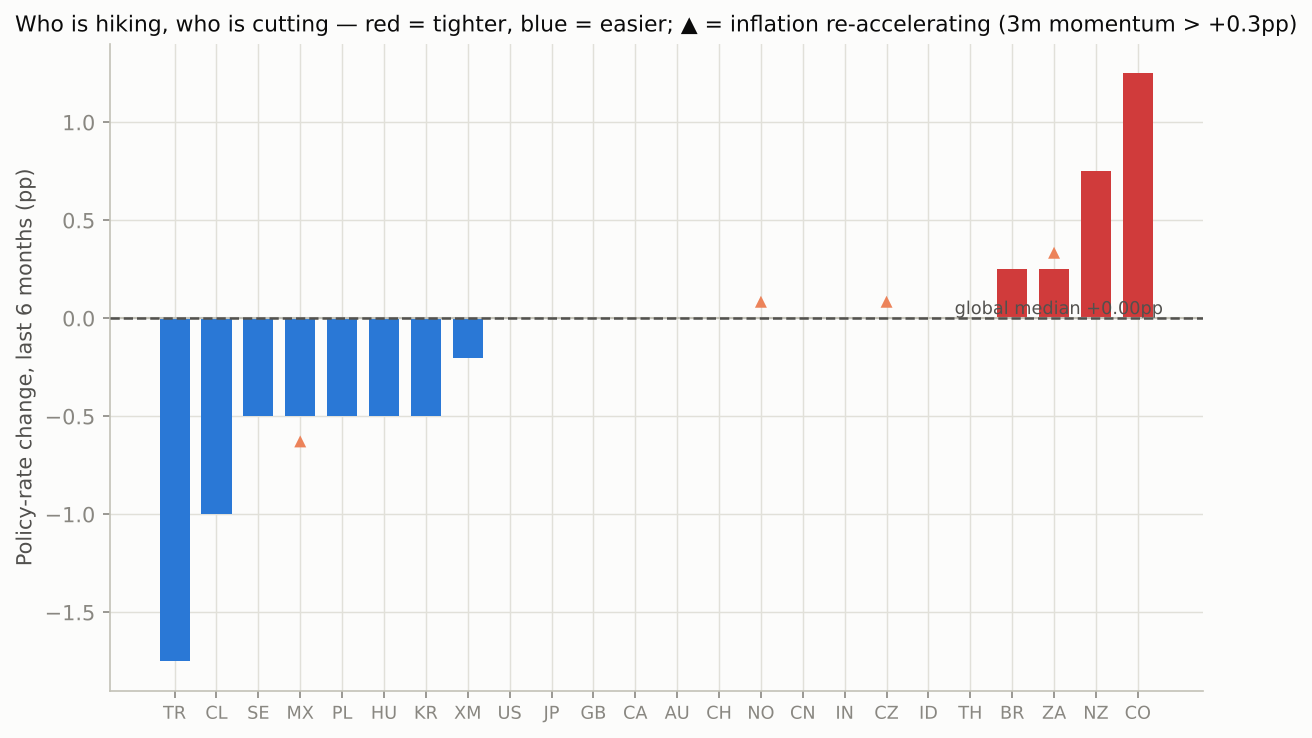 Who is hiking, who is cutting — red = tighter, blue = easier; ▲ = inflation re-accelerating (3m momentum > +0.3pp)
Policy-rate change, last 6 months (pp)
1.0
0.5
0.0
−0.5
−1.0
−1.5
global median +0.00pp
TR CL SE MX PL HU KR XM US JP GB CA AU CH NO CN IN CZ ID TH BR ZA NZ CO